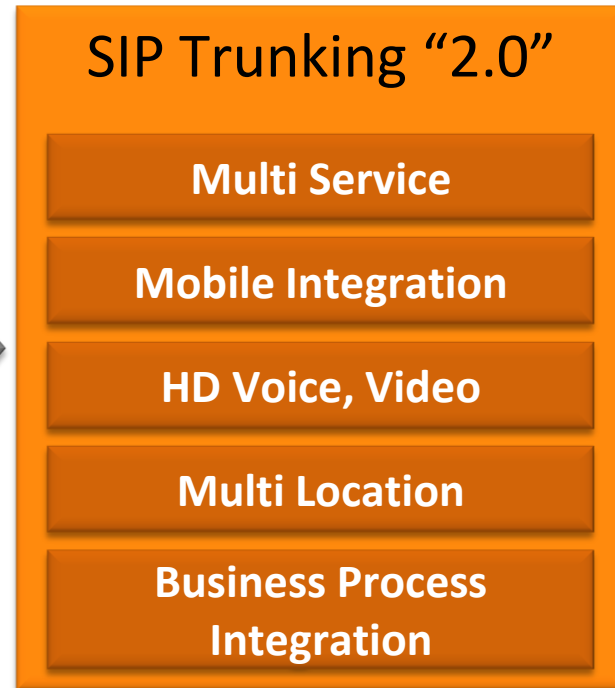 SIP Trunking “2.0”
Multi Service
Mobile Integration
HD Voice, Video
Multi Location
Business Process
Integration